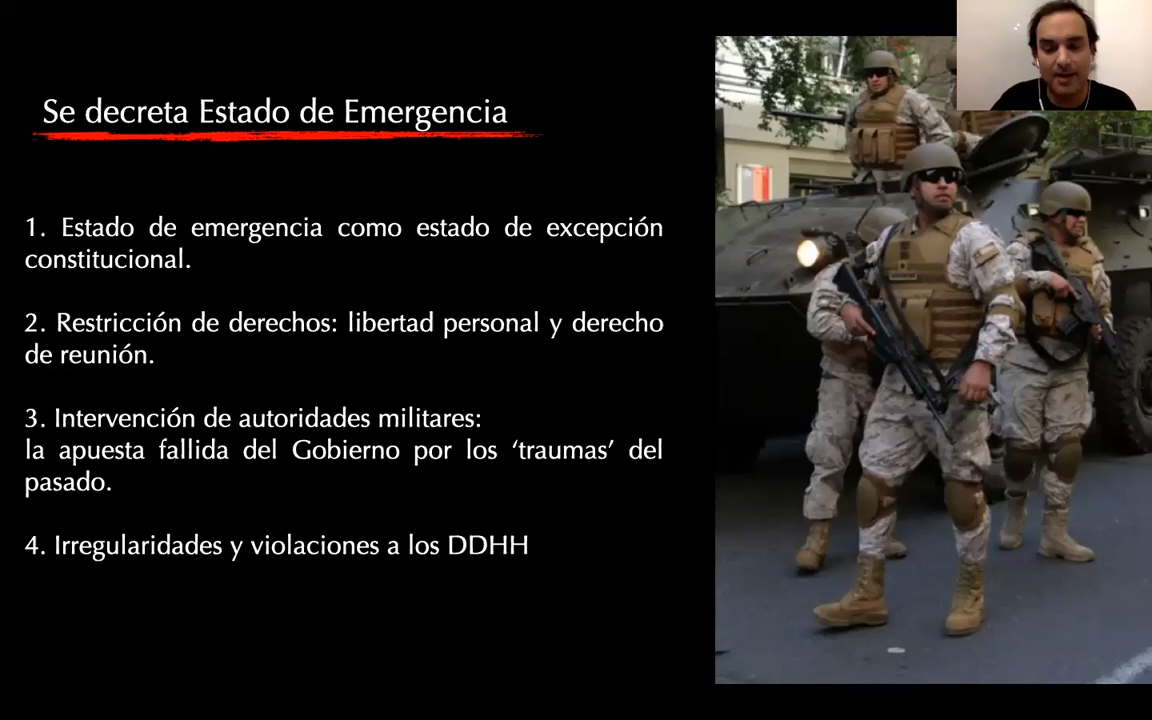 Se decreta Estado de Emergencia
1. Estado de emergencia como estado de excepción
constitucional.
2. Restricción de derechos: libertad personal y derecho
de reunión.
3. Intervención de autoridades militares:
la apuesta fallida del Gobierno por los ‘traumas’ del
pasado.
4. Irregularidades y violaciones a los DDHH